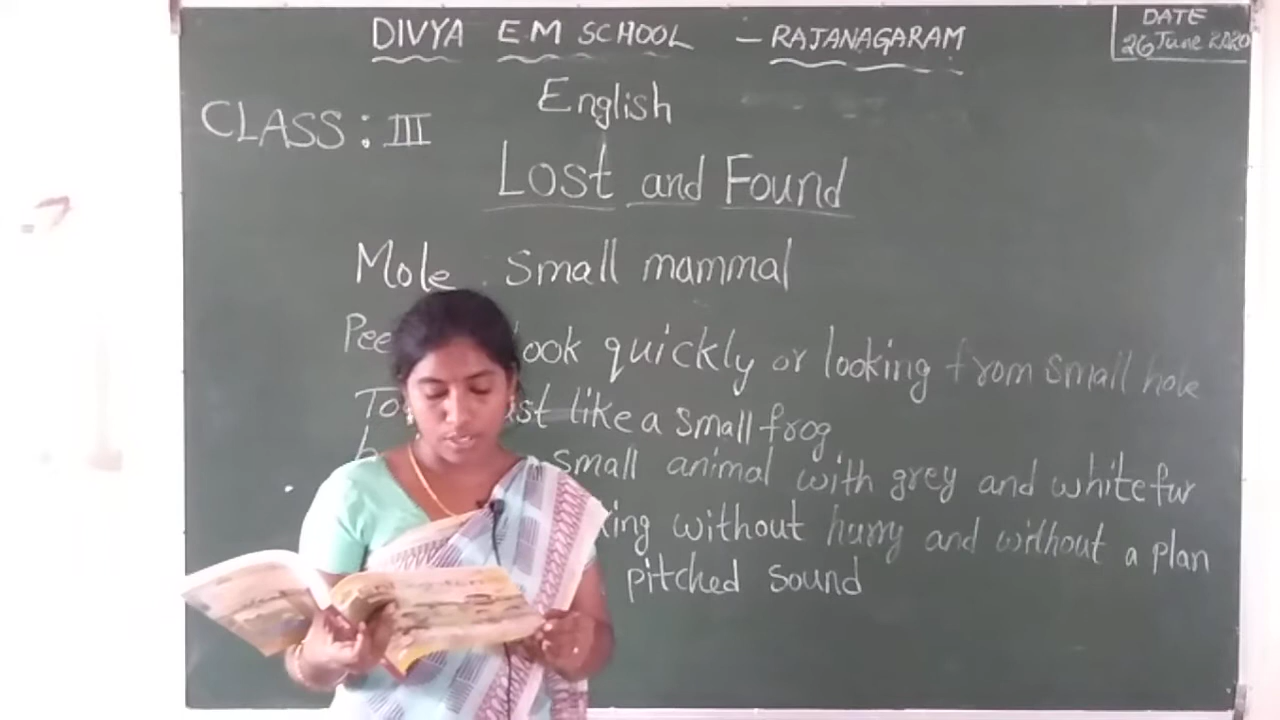 DIVYA EM SCHOOL – RAJANAGARAM
DATE
26 June 2020
English
CLASS : III
Lost and Found
Mole . Small mammal
quickly or looking from small hole
like a small frog
small animal with grey and white fur
without hurry and without a plan
pitched sound